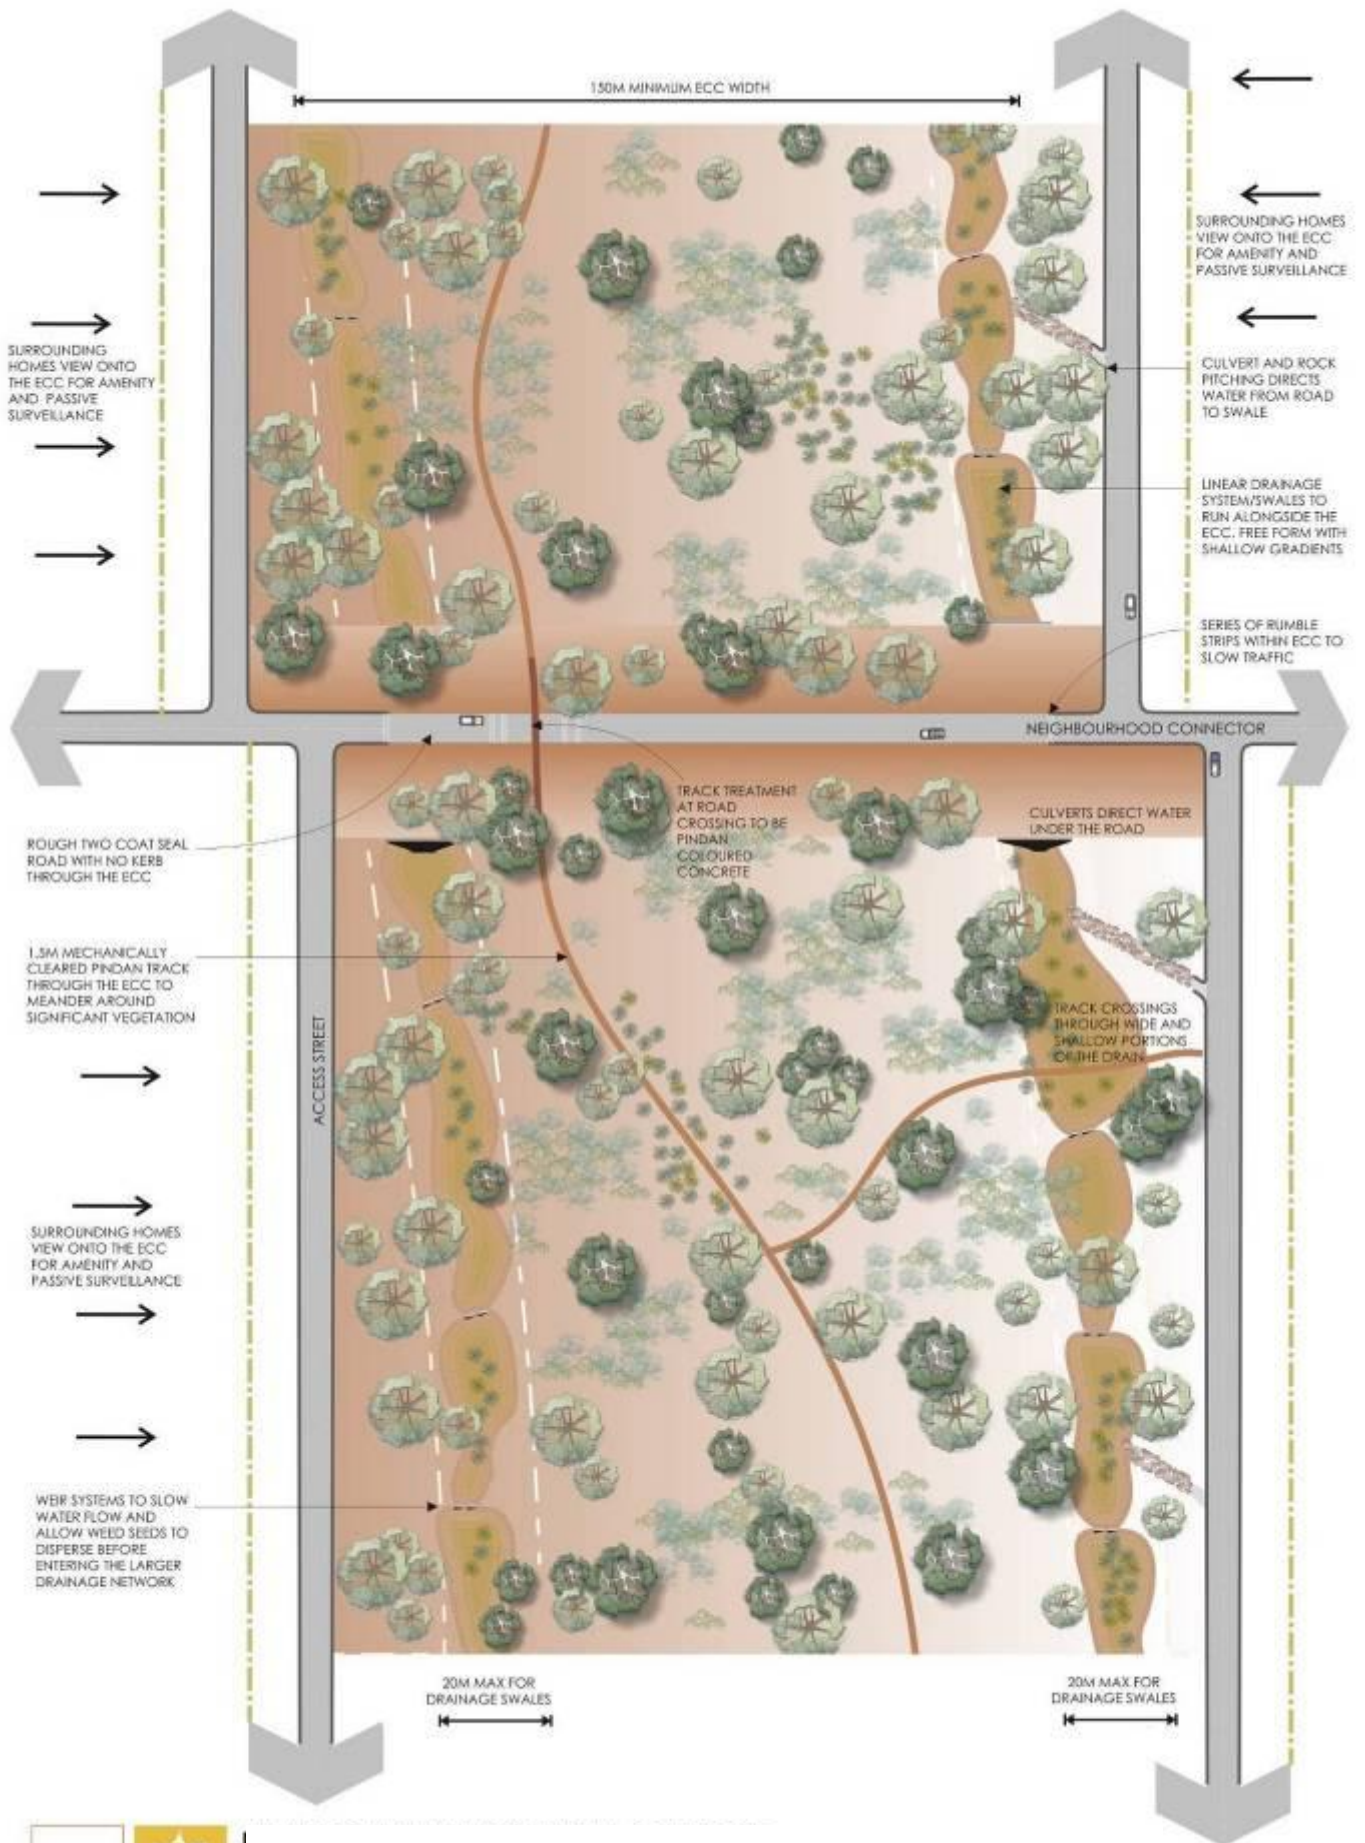 150M MINIMUM ECC WIDTH
SURROUNDING HOMES
VIEW ONTO THE ECC
FOR AMENITY AND
PASSIVE SURVEILLANCE
SURROUNDING
HOMES VIEW ONTO
THE ECC FOR AMENITY
AND PASSIVE
SURVEILLANCE
CULVERT AND ROCK
PITCHING DIRECTS
WATER FROM ROAD
TO SWALE
LINEAR DRAINAGE
SYSTEM/SWALES TO
RUN ALONGSIDE THE
ECC. FREE FORM WITH
SHALLOW GRADIENTS
SERIES OF RUMBLE
STRIPS WITHIN ECC TO
SLOW TRAFFIC
NEIGHBOURHOOD CONNECTOR
TRACK TREATMENT
AT ROAD
CROSSING TO BE
PINDAN
COLOURED
CONCRETE
CULVERTS DIRECT WATER
UNDER THE ROAD
ROUGH TWO COAT SEAL
ROAD WITH NO KERB
THROUGH THE ECC
1.5M MECHANICALLY
CLEARED PINDAN TRACK
THROUGH THE ECC TO
MEANDER AROUND
SIGNIFICANT VEGETATION
TRACK CROSSINGS
THROUGH WIDE AND
SHALLOW PORTIONS
OF THE DRAIN
ACCESS STREET
SURROUNDING HOMES
VIEW ONTO THE ECC
FOR AMENITY AND
PASSIVE SURVEILLANCE
WEIR SYSTEMS TO SLOW
WATER FLOW AND
ALLOW WEED SEEDS TO
DISPERSE BEFORE
ENTERING THE LARGER
DRAINAGE NETWORK
20M MAX FOR
DRAINAGE SWALES
20M MAX FOR
DRAINAGE SWALES